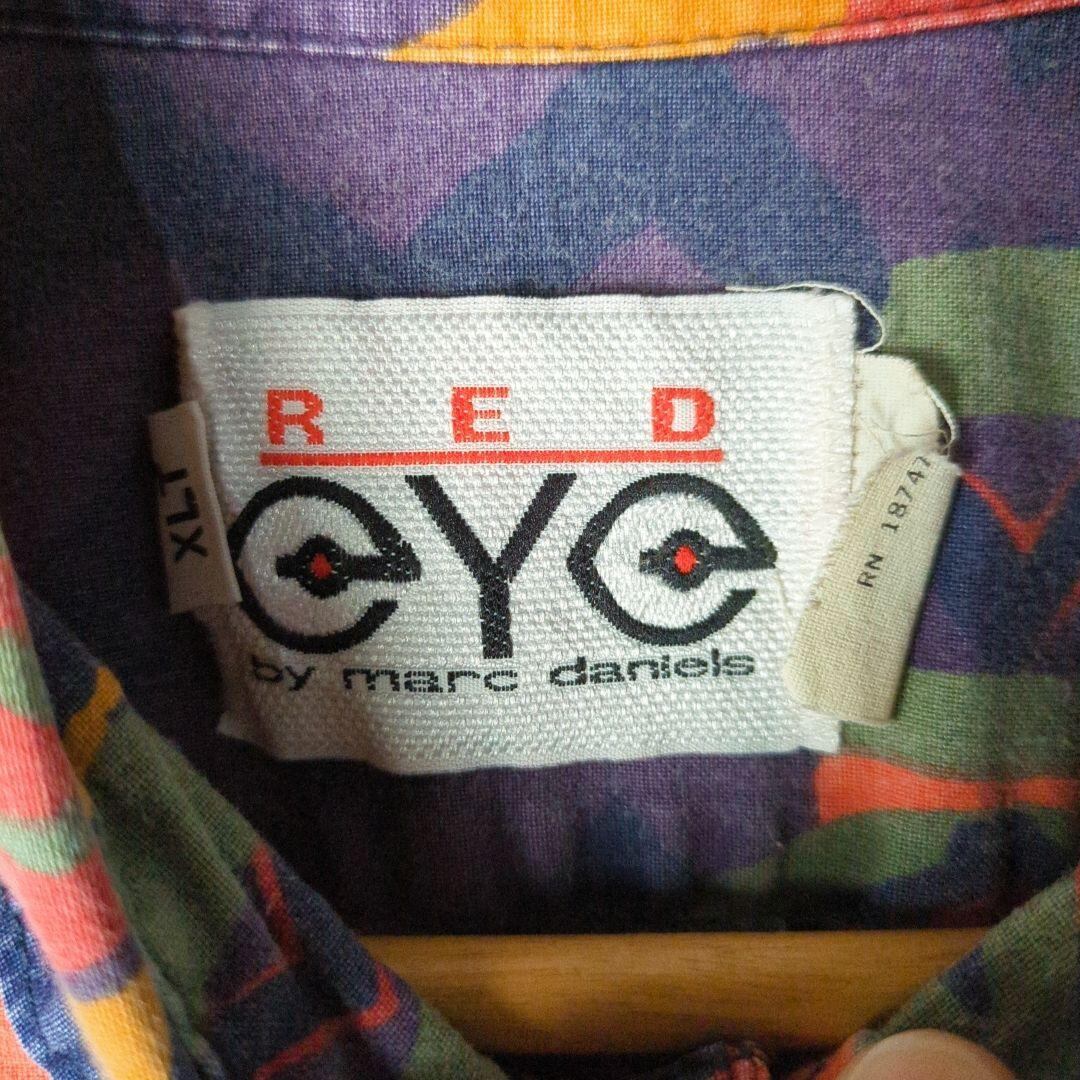 RED
eye
by marc daniels
XLT
RN 18747